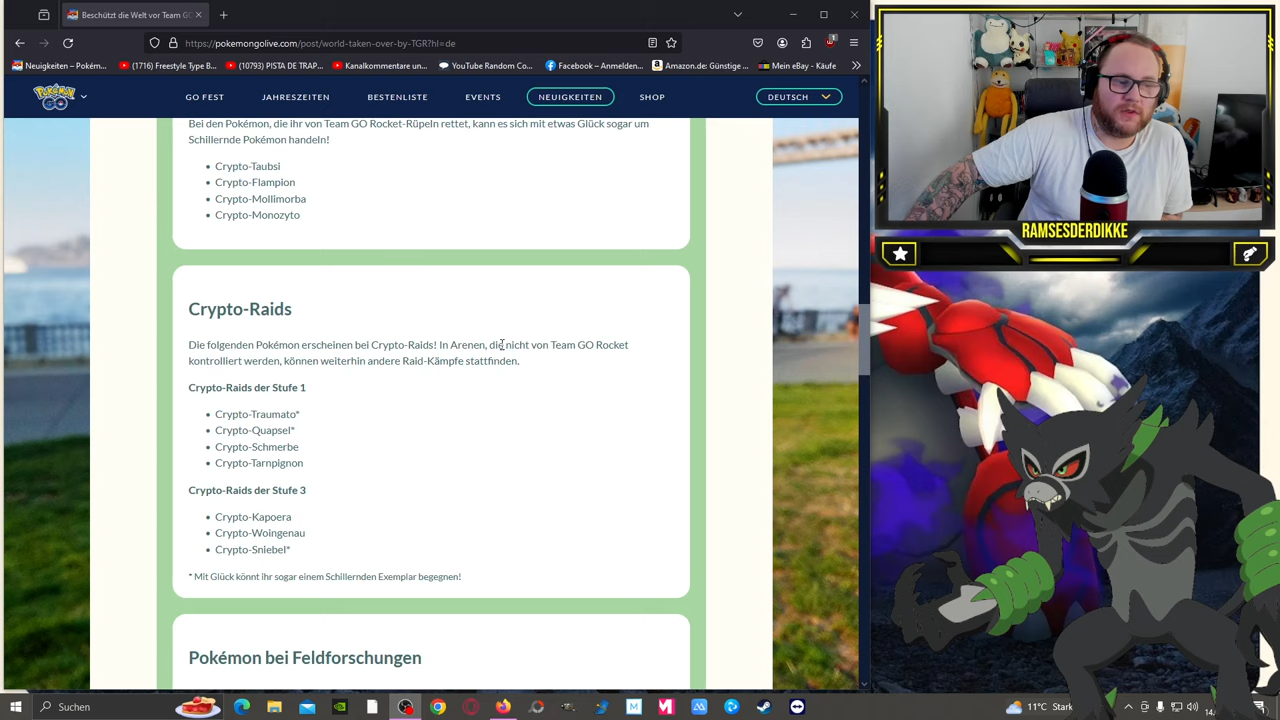 Beschützt die Welt vor Team GO
https://pokemongolive.com/post/world-taken-over-by-TGR?hl=de
1
Neuigkeiten – Pokém...
(1716) Freestyle Type B...
(10793) PISTA DE TRA...
Kanalkommentare un...
YouTube Random Co...
Facebook – Anmelden...
Amazon.de: Günstige ...
Mein eBay - Käufe
Pokémon GO
GO FEST
JAHRESZEITEN
BESTENLISTE
EVENTS
NEUIGKEITEN
SHOP
DEUTSCH
Bei den Pokémon, die ihr von Team GO Rocket-Rüpeln rettet, kann es sich mit etwas Glück sogar um
Schillernde Pokémon handeln!
Crypto-Taubsi
Crypto-Flampion
Crypto-Mollimorba
Crypto-Monozyto
Crypto-Raids
Die folgenden Pokémon erscheinen bei Crypto-Raids! In Arenen, die nicht von Team GO Rocket
kontrolliert werden, können weiterhin andere Raid-Kämpfe stattfinden.
Crypto-Raids der Stufe 1
Crypto-Traumato*
Crypto-Quapsel*
Crypto-Schmerbe
Crypto-Tarnpignon
Crypto-Raids der Stufe 3
Crypto-Kapoera
Crypto-Woingenau
Crypto-Sniebel*
* Mit Glück könnt ihr sogar einem Schillernden Exemplar begegnen!
Pokémon bei Feldforschungen
RAMSESDERDIKKE
Suchen
11°C Stark
14